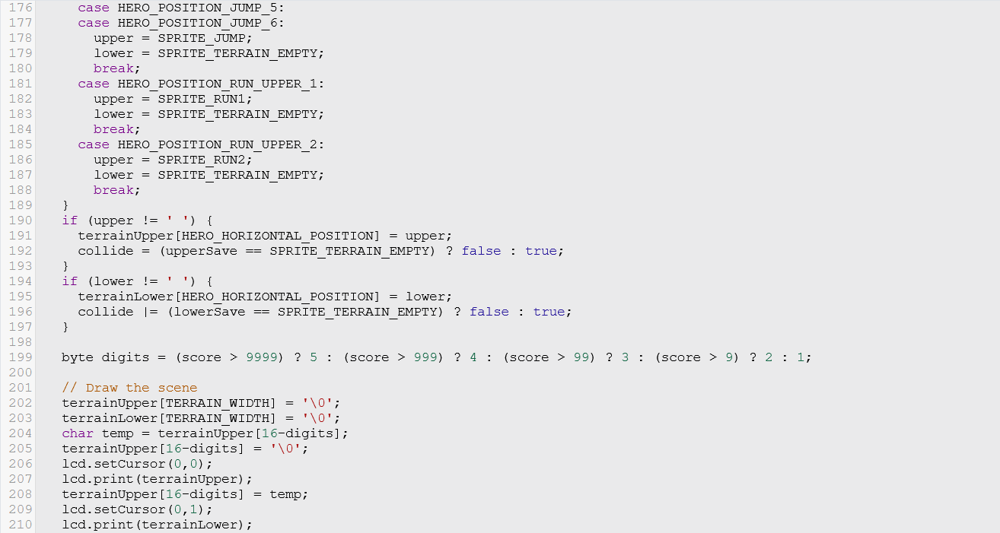 176 case HERO_POSITION_JUMP_5:
177 case HERO_POSITION_JUMP_6:
178 upper = SPRITE_JUMP;
179 lower = SPRITE_TERRAIN_EMPTY;
180 break;
181 case HERO_POSITION_RUN_UPPER_1:
182 upper = SPRITE_RUN1;
183 lower = SPRITE_TERRAIN_EMPTY;
184 break;
185 case HERO_POSITION_RUN_UPPER_2:
186 upper = SPRITE_RUN2;
187 lower = SPRITE_TERRAIN_EMPTY;
188 break;
189 }
190 if (upper != ' ') {
191 terrainUpper[HERO_HORIZONTAL_POSITION] = upper;
192 collide = (upperSave == SPRITE_TERRAIN_EMPTY) ? false : true;
193 }
194 if (lower != ' ') {
195 terrainLower[HERO_HORIZONTAL_POSITION] = lower;
196 collide |= (lowerSave == SPRITE_TERRAIN_EMPTY) ? false : true;
197 }
198
199 byte digits = (score > 9999) ? 5 : (score > 999) ? 4 : (score > 99) ? 3 : (score > 9) ? 2 : 1;
200
201 // Draw the scene
202 terrainUpper[TERRAIN_WIDTH] = '\0';
203 terrainLower[TERRAIN_WIDTH] = '\0';
204 char temp = terrainUpper[16-digits];
205 terrainUpper[16-digits] = '\0';
206 lcd.setCursor(0,0);
207 lcd.print(terrainUpper);
208 terrainUpper[16-digits] = temp;
209 lcd.setCursor(0,1);
210 lcd.print(terrainLower);